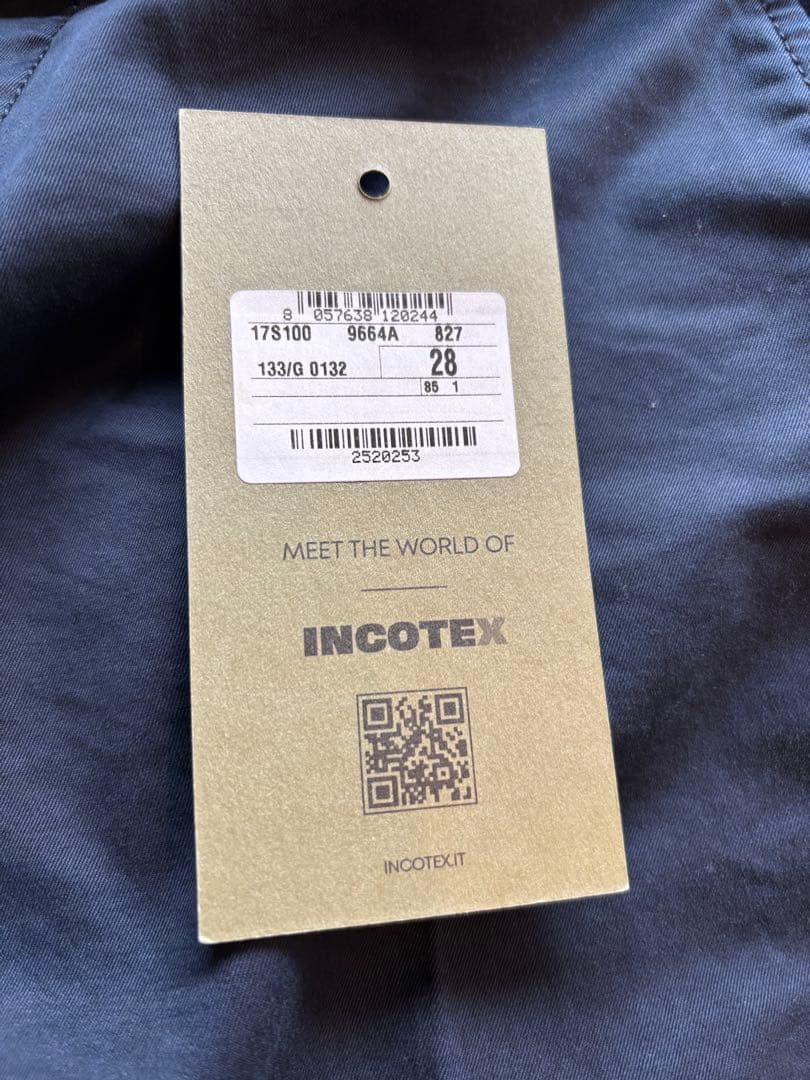 8 057638 120244
17S100 9664A 827
133/G 0132 28
85 1
2520253
MEET THE WORLD OF
INCOTEX
INCOTEX.IT